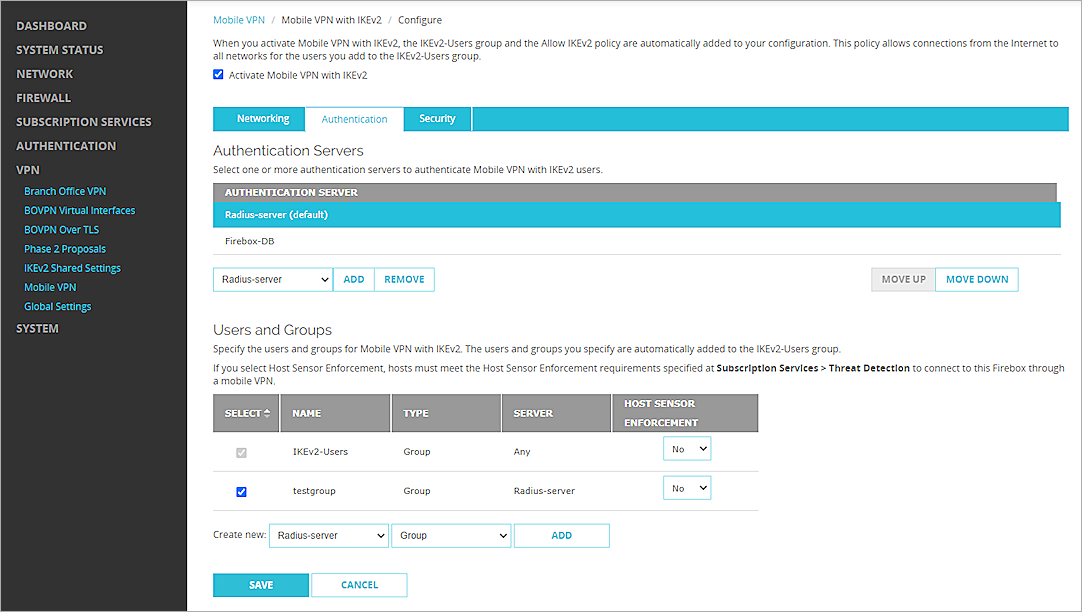 DASHBOARD
SYSTEM STATUS
NETWORK
FIREWALL
SUBSCRIPTION SERVICES
AUTHENTICATION
VPN
Branch Office VPN
BOVPN Virtual Interfaces
BOVPN Over TLS
Phase 2 Proposals
IKEv2 Shared Settings
Mobile VPN
Global Settings
SYSTEM
Mobile VPN / Mobile VPN with IKEv2 / Configure
When you activate Mobile VPN with IKEv2, the IKEv2-Users group and the Allow IKEv2 policy are automatically added to your configuration. This policy allows connections from the Internet to
all networks for the users you add to the IKEv2-Users group.
Activate Mobile VPN with IKEv2
Networking Authentication Security
Authentication Servers
Select one or more authentication servers to authenticate Mobile VPN with IKEv2 users.
AUTHENTICATION SERVER
Radius-server (default)
Firebox-DB
Radius-server ADD REMOVE MOVE UP MOVE DOWN
Users and Groups
Specify the users and groups for Mobile VPN with IKEv2. The users and groups you specify are automatically added to the IKEv2-Users group.
If you select Host Sensor Enforcement, hosts must meet the Host Sensor Enforcement requirements specified at Subscription Services > Threat Detection to connect to this Firebox through
a mobile VPN.
SELECT NAME TYPE SERVER HOST SENSOR
ENFORCEMENT
IKEv2-Users Group Any No
testgroup Group Radius-server No
Create new: Radius-server Group ADD
SAVE CANCEL